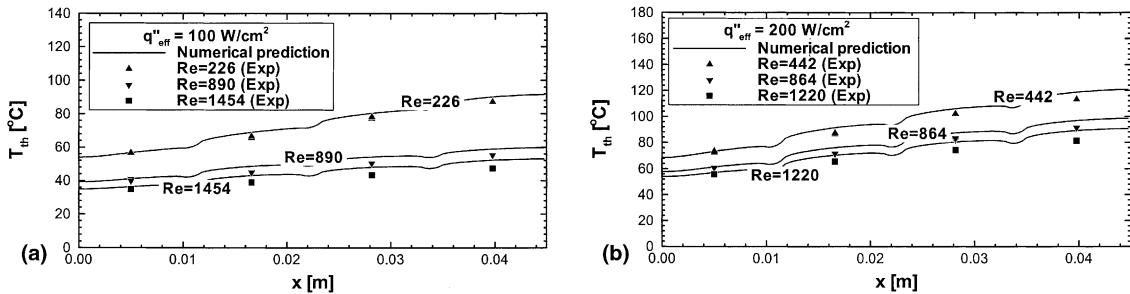 q"eff = 100 W/cm²
Numerical prediction
Re=226 (Exp)
Re=890 (Exp)
Re=1454 (Exp)
140
120
100
80
60
40
20
0
Tth [°C]
Re=226
Re=890
Re=1454
0.00
0.01
0.02
0.03
0.04
x [m]
(a)
q"eff = 200 W/cm²
Numerical prediction
Re=442 (Exp)
Re=864 (Exp)
Re=1220 (Exp)
180
160
140
120
100
80
60
40
20
0
Tth [°C]
Re=442
Re=864
Re=1220
0.00
0.01
0.02
0.03
0.04
x [m]
(b)